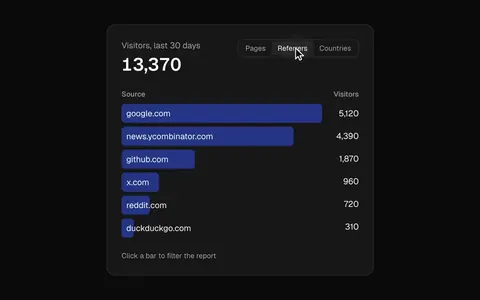 Visitors, last 30 days
13,370
Pages Referrers Countries
Source Visitors
google.com 5,120
news.ycombinator.com 4,390
github.com 1,870
x.com 960
reddit.com 720
duckduckgo.com 310
Click a bar to filter the report